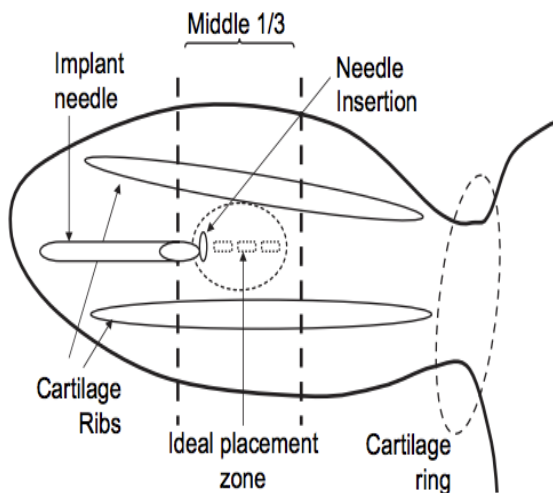 Middle 1/3
Implant
needle
Needle
Insertion
Cartilage
Ribs
Ideal placement
zone
Cartilage
ring